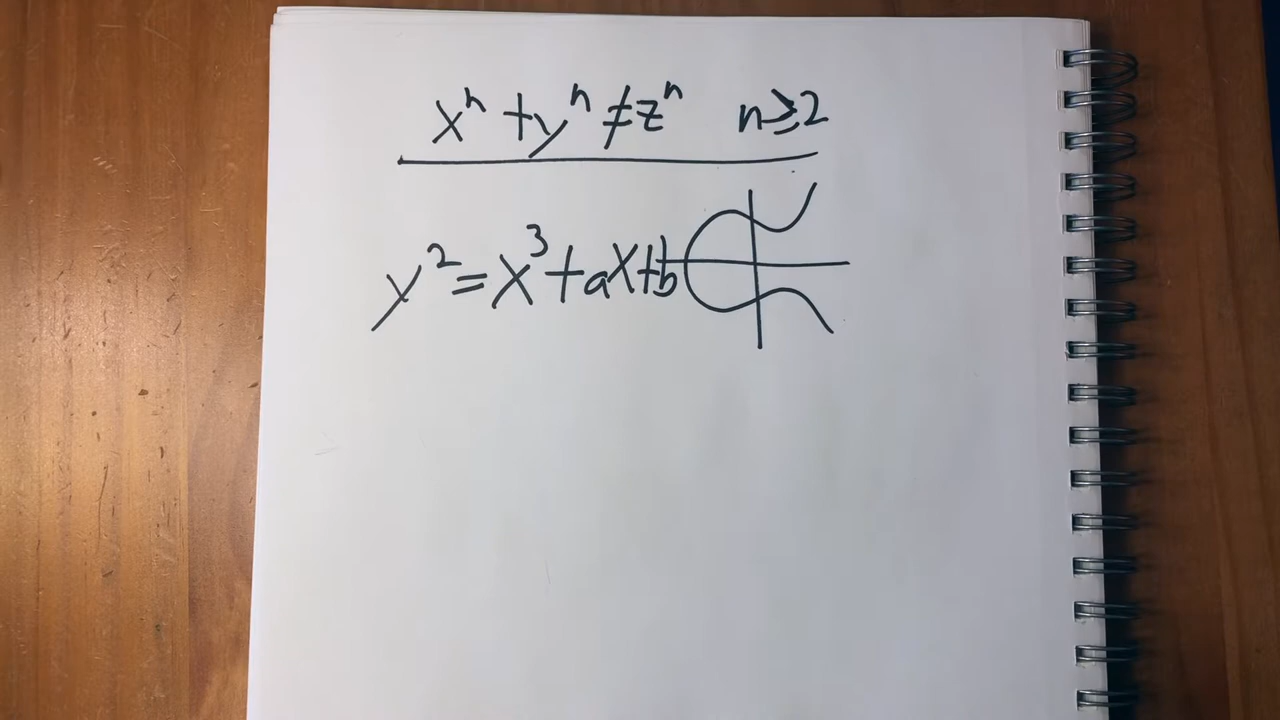 xⁿ + yⁿ ≠ zⁿ n ≥ 2
y² = x³ + ax + b